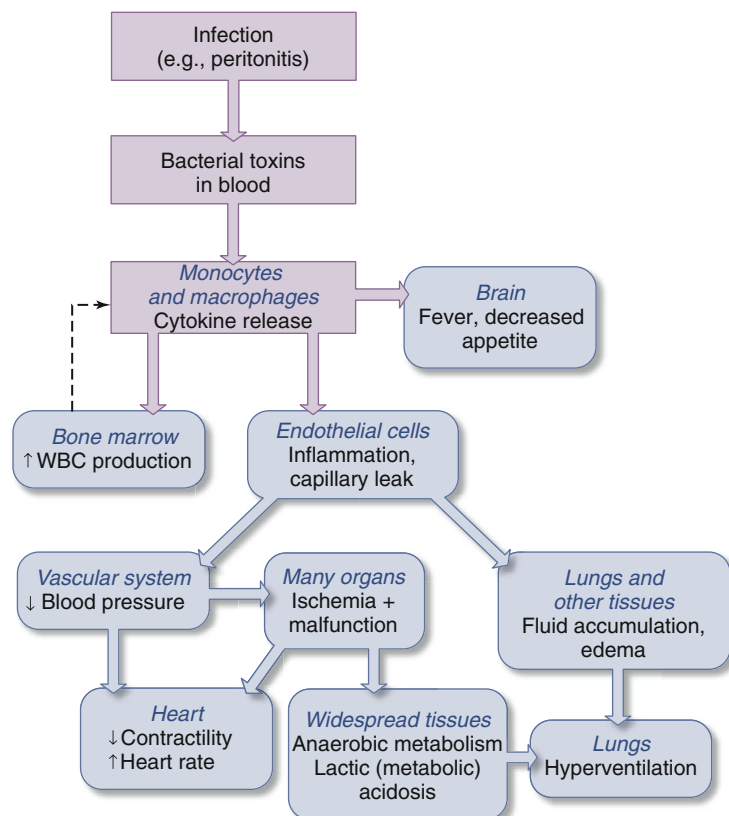 Infection
(e.g., peritonitis)
Bacterial toxins
in blood
Monocytes
and macrophages
Cytokine release
Brain
Fever, decreased
appetite
Bone marrow
↑ WBC production
Endothelial cells
Inflammation,
capillary leak
Vascular system
↓ Blood pressure
Many organs
Ischemia +
malfunction
Lungs and
other tissues
Fluid accumulation,
edema
Heart
↓ Contractility
↑ Heart rate
Widespread tissues
Anaerobic metabolism
Lactic (metabolic)
acidosis
Lungs
Hyperventilation